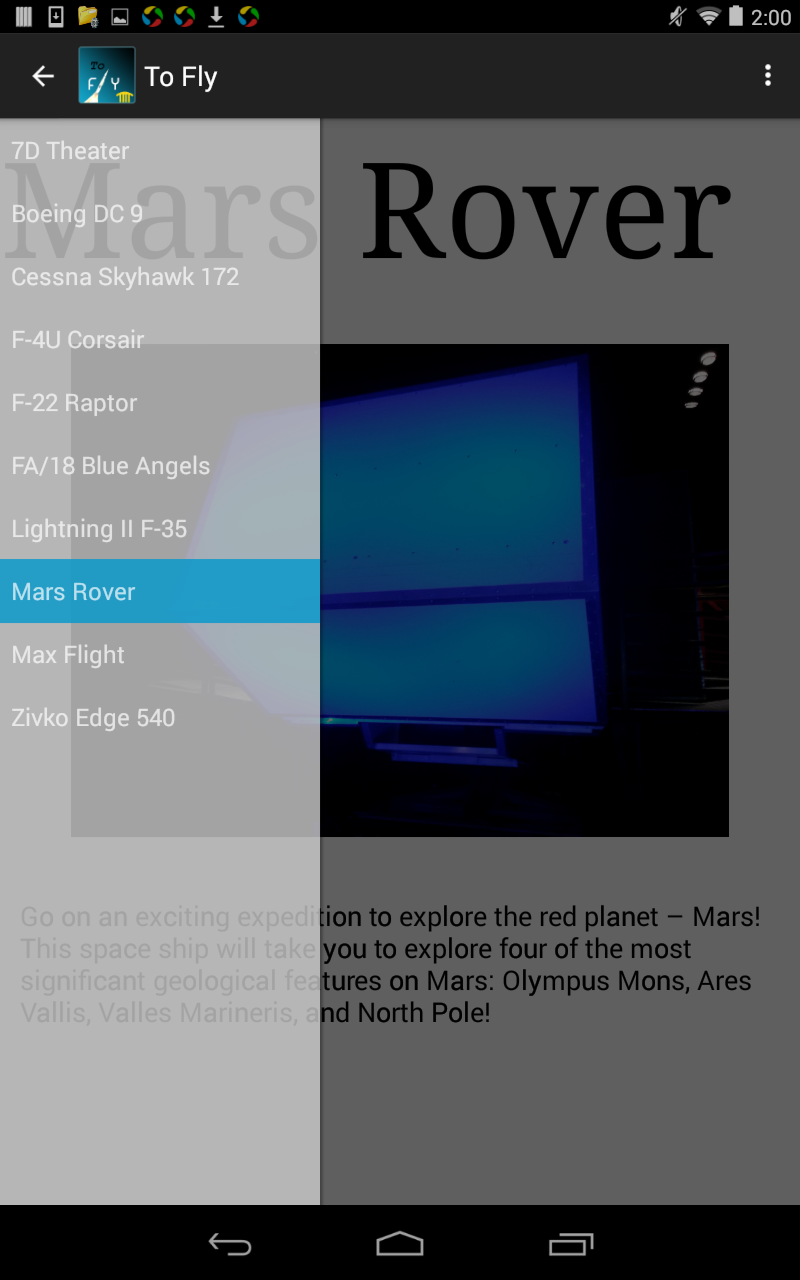 2:00
To FLY
To Fly
7D Theater
Boeing DC 9
Cessna Skyhawk 172
F-4U Corsair
F-22 Raptor
FA/18 Blue Angels
Lightning II F-35
Mars Rover
Max Flight
Zivko Edge 540
Mars Rover
Go on an exciting expedition to explore the red planet – Mars!
This space ship will take you to explore four of the most
significant geological features on Mars: Olympus Mons, Ares
Vallis, Valles Marineris, and North Pole!